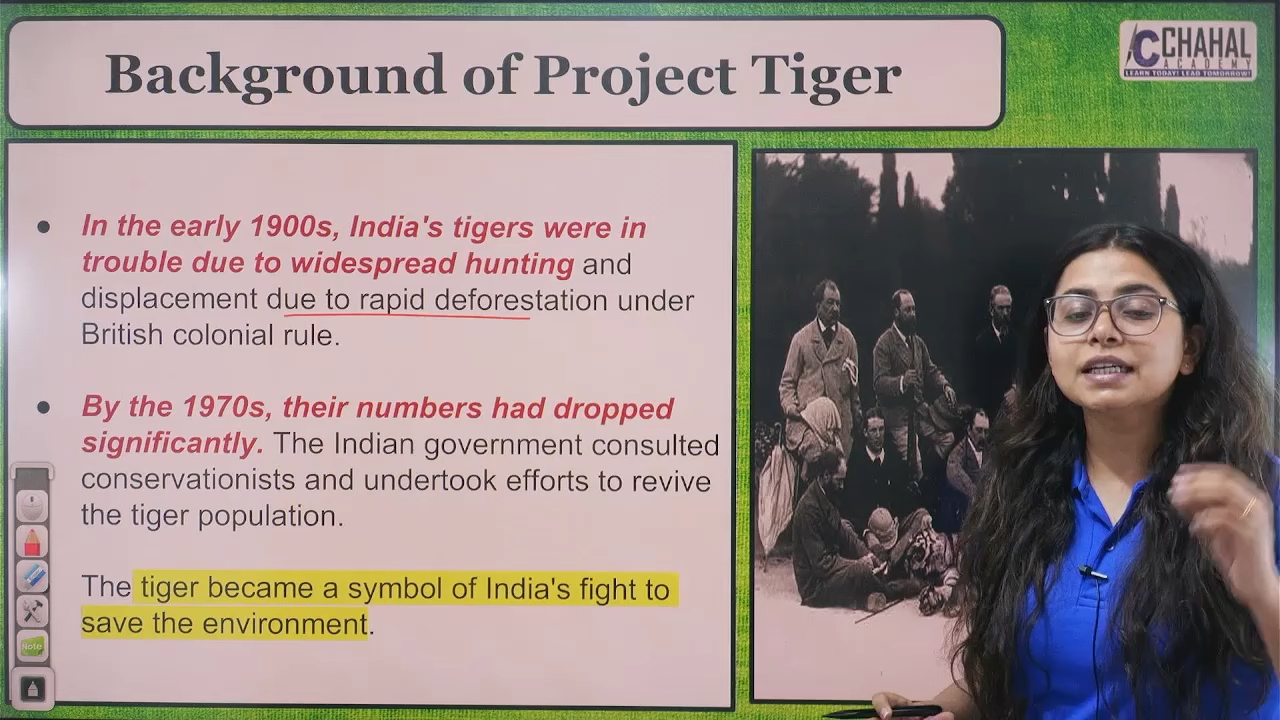 Background of Project Tiger
CHAHAL
ACADEMY
LEARN TODAY! LEAD TOMORROW!
In the early 1900s, India's tigers were in
trouble due to widespread hunting and
displacement due to rapid deforestation under
British colonial rule.
By the 1970s, their numbers had dropped
significantly. The Indian government consulted
conservationists and undertook efforts to revive
the tiger population.
The tiger became a symbol of India's fight to
save the environment.
Note